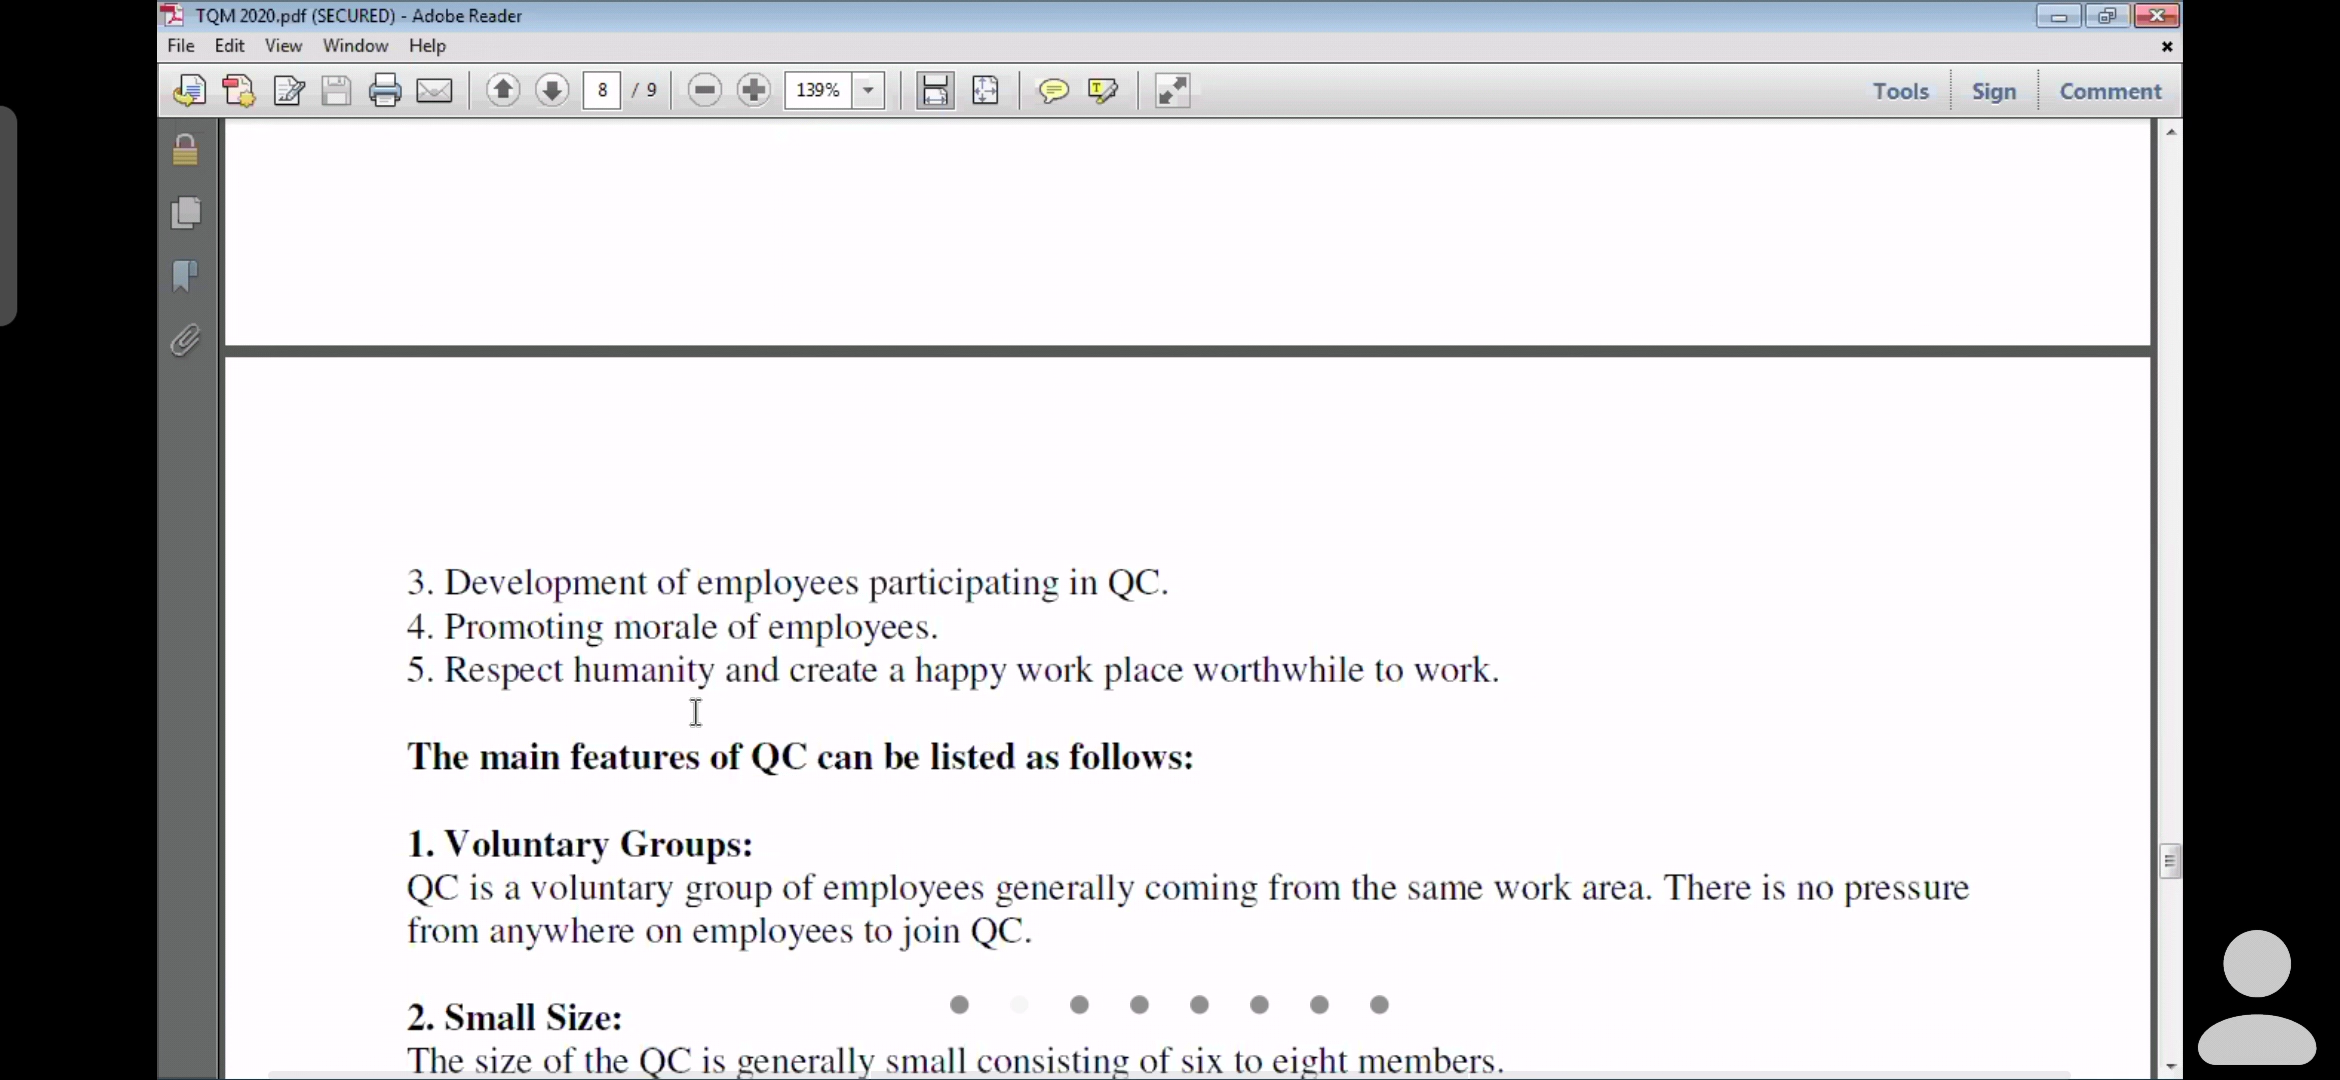 TQM 2020.pdf (SECURED) - Adobe Reader
File Edit View Window Help
8 / 9 139% Tools Sign Comment
3. Development of employees participating in QC.
4. Promoting morale of employees.
5. Respect humanity and create a happy work place worthwhile to work.
The main features of QC can be listed as follows:
1. Voluntary Groups:
QC is a voluntary group of employees generally coming from the same work area. There is no pressure
from anywhere on employees to join QC.
2. Small Size:
The size of the QC is generally small consisting of six to eight members.